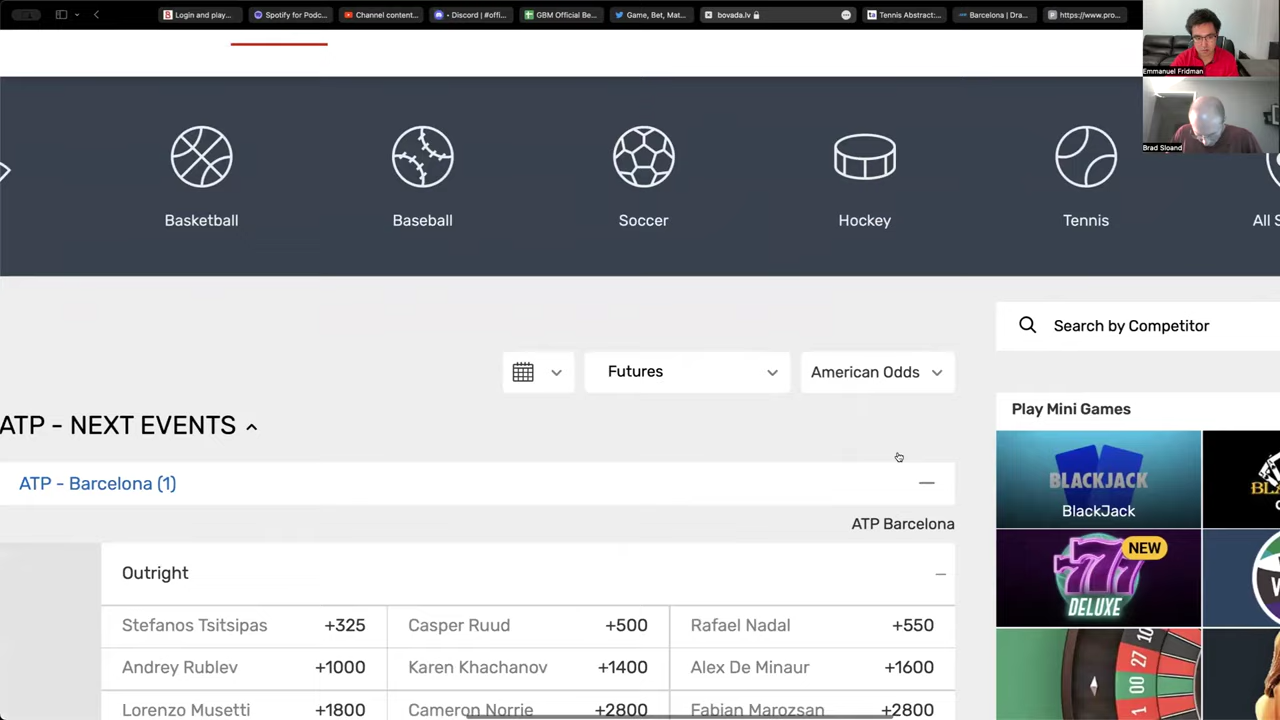 Login and play...
Spotify for Podc...
Channel content...
• Discord | #offi...
GBM Official Be...
Game, Bet, Mat...
bovada.lv
Tennis Abstract:...
Barcelona | Dra...
https://www.pro...
Emmanuel Fridman
Brad Sloand
Basketball
Baseball
Soccer
Hockey
Tennis
All S
Search by Competitor
Futures
American Odds
Play Mini Games
ATP - NEXT EVENTS
BLACKJACK
BlackJack
ATP - Barcelona (1)
ATP Barcelona
NEW
777
DELUXE
Outright
Stefanos Tsitsipas +325 Casper Ruud +500 Rafael Nadal +550
Andrey Rublev +1000 Karen Khachanov +1400 Alex De Minaur +1600
Lorenzo Musetti +1800 Cameron Norrie +2800 Fabian Marozsan +2800
10
27
00
1